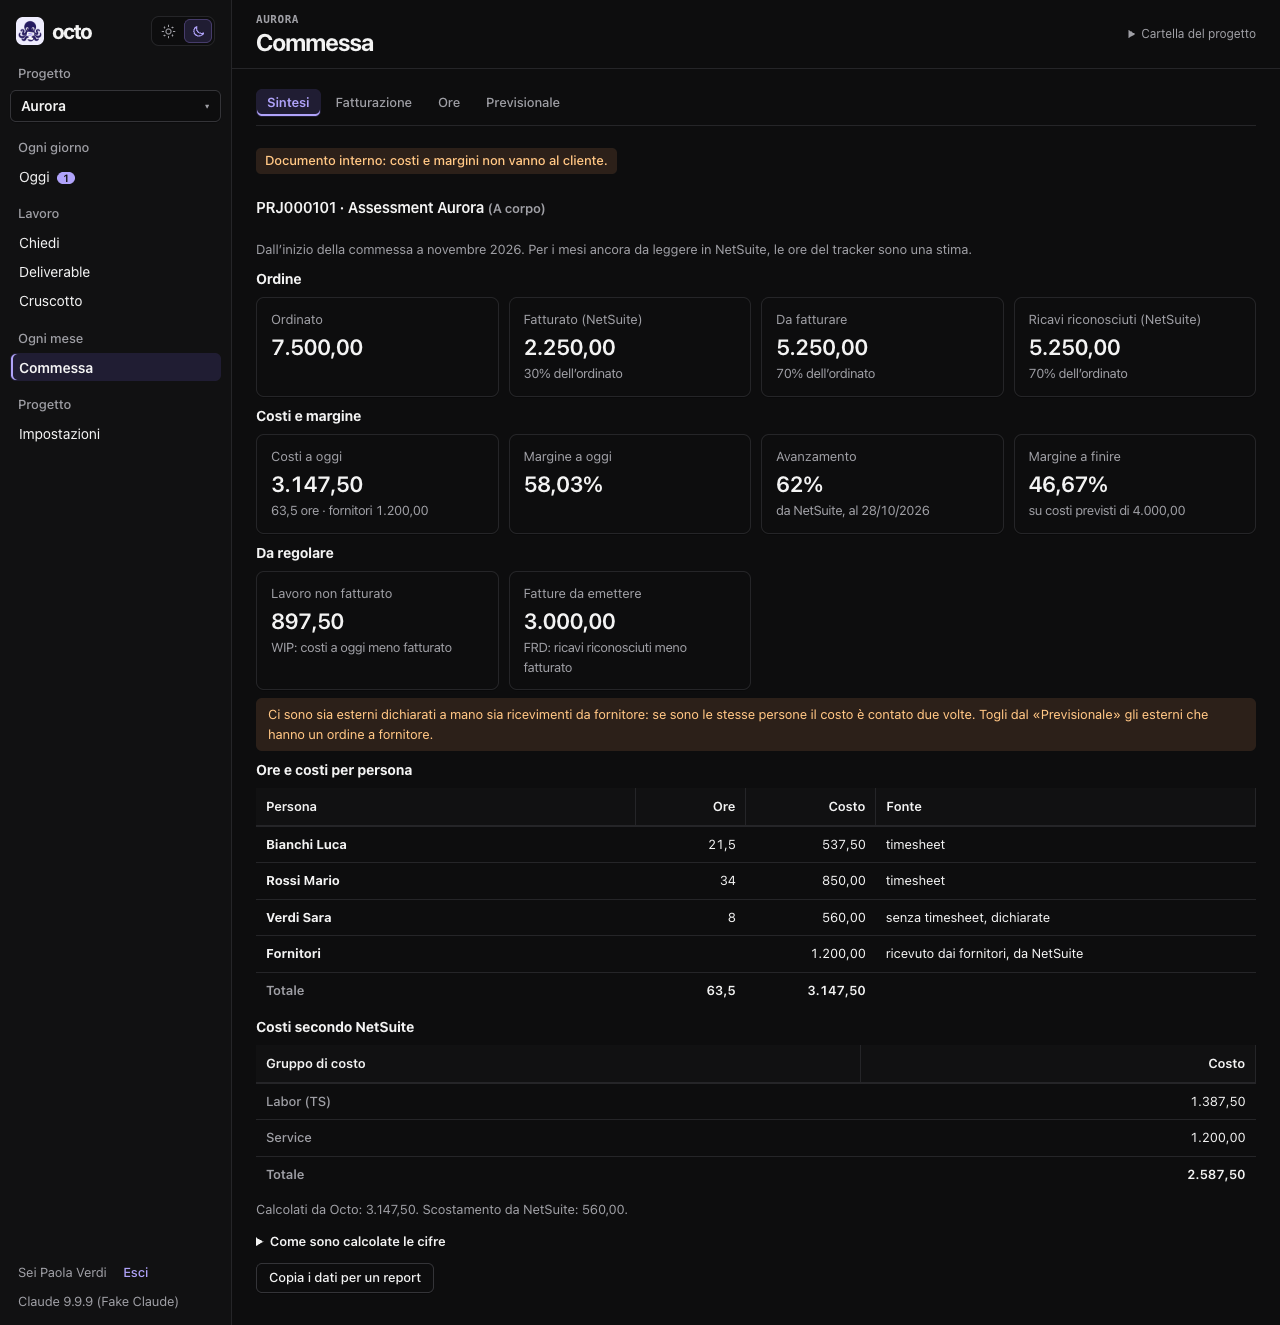 octo
Progetto
Aurora
Ogni giorno
Oggi 1
Lavoro
Chiedi
Deliverable
Cruscotto
Ogni mese
Commessa
Progetto
Impostazioni
Sei Paola Verdi Esci
Claude 9.9.9 (Fake Claude)
AURORA
Commessa
Cartella del progetto
Sintesi Fatturazione Ore Previsionale
Documento interno: costi e margini non vanno al cliente.
PRJ000101 · Assessment Aurora (A corpo)
Dall’inizio della commessa a novembre 2026. Per i mesi ancora da leggere in NetSuite, le ore del tracker sono una stima.
Ordine
Ordinato
7.500,00
Fatturato (NetSuite)
2.250,00
30% dell’ordinato
Da fatturare
5.250,00
70% dell’ordinato
Ricavi riconosciuti (NetSuite)
5.250,00
70% dell’ordinato
Costi e margine
Costi a oggi
3.147,50
63,5 ore · fornitori 1.200,00
Margine a oggi
58,03%
Avanzamento
62%
da NetSuite, al 28/10/2026
Margine a finire
46,67%
su costi previsti di 4.000,00
Da regolare
Lavoro non fatturato
897,50
WIP: costi a oggi meno fatturato
Fatture da emettere
3.000,00
FRD: ricavi riconosciuti meno
fatturato
Ci sono sia esterni dichiarati a mano sia ricevimenti da fornitore: se sono le stesse persone il costo è contato due volte. Togli dal «Previsionale» gli esterni che
hanno un ordine a fornitore.
Ore e costi per persona
Persona Ore Costo Fonte
Bianchi Luca 21,5 537,50 timesheet
Rossi Mario 34 850,00 timesheet
Verdi Sara 8 560,00 senza timesheet, dichiarate
Fornitori 1.200,00 ricevuto dai fornitori, da NetSuite
Totale 63,5 3.147,50
Costi secondo NetSuite
Gruppo di costo Costo
Labor (TS) 1.387,50
Service 1.200,00
Totale 2.587,50
Calcolati da Octo: 3.147,50. Scostamento da NetSuite: 560,00.
Come sono calcolate le cifre
Copia i dati per un report